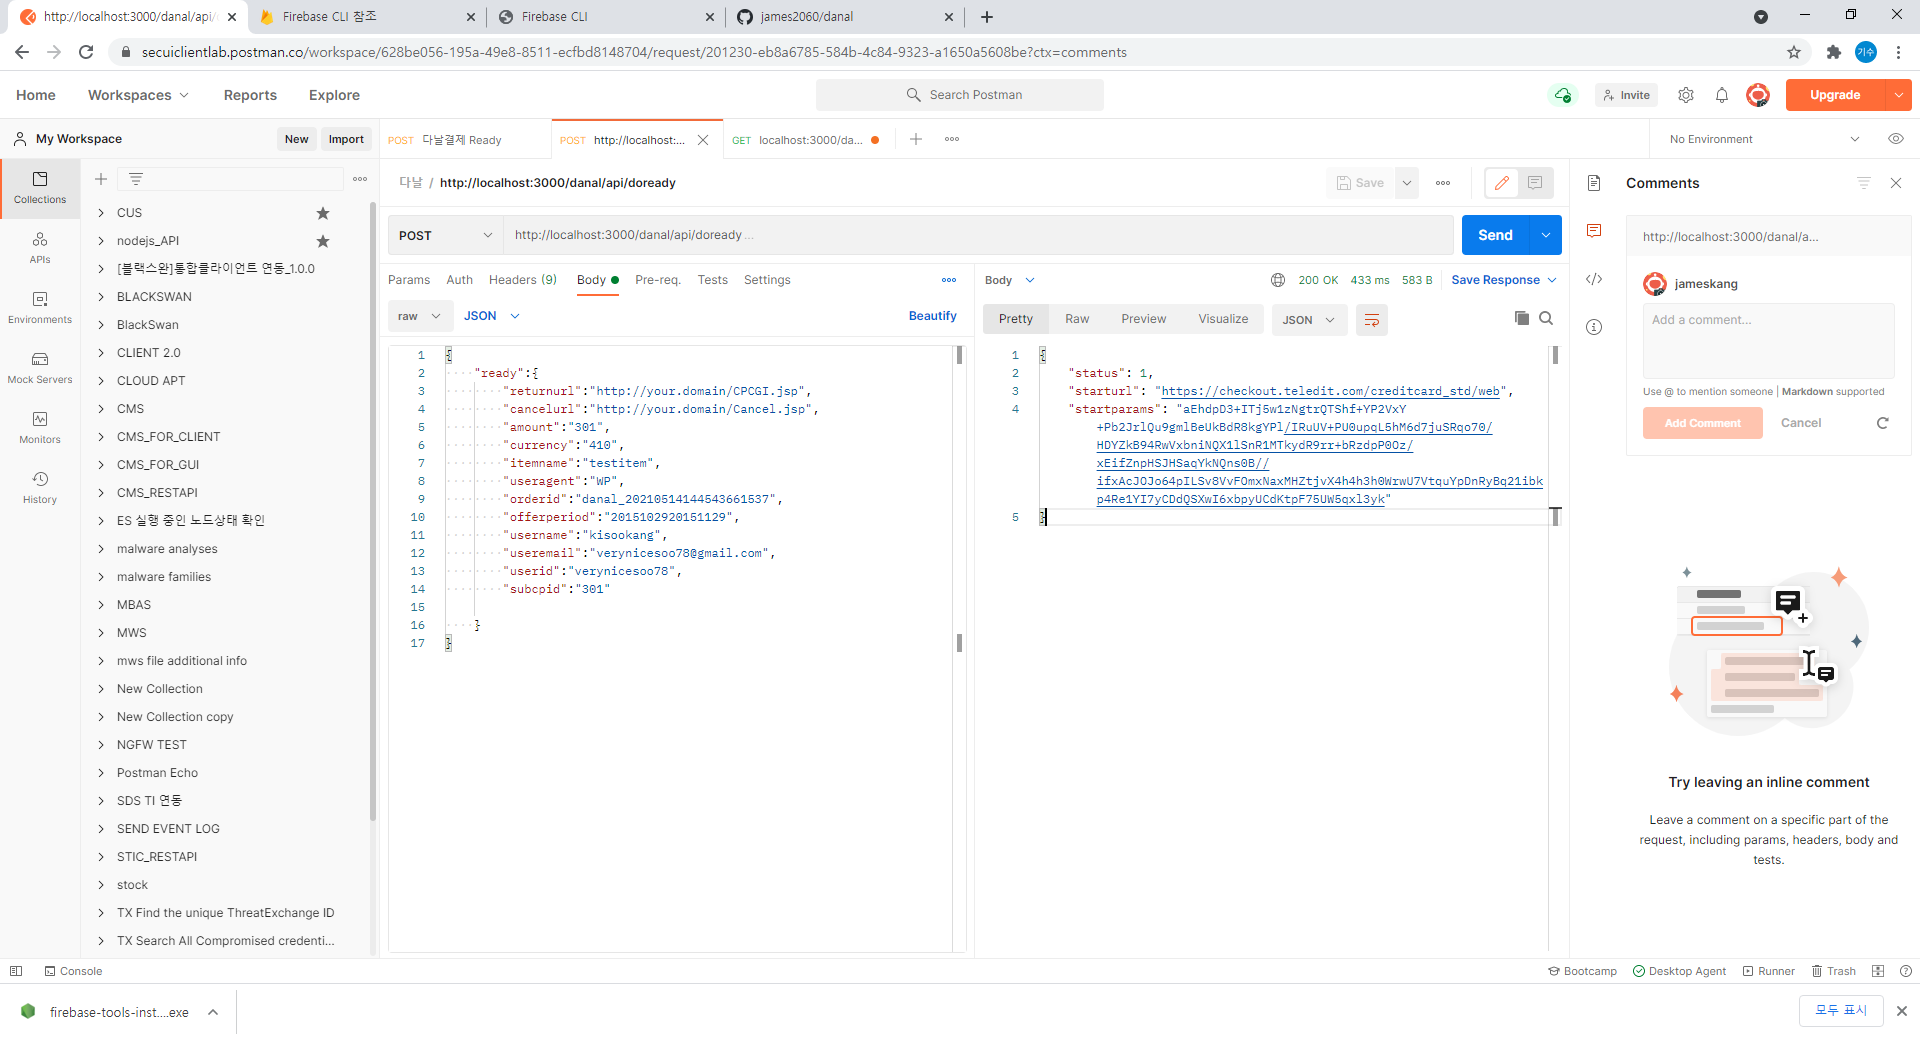 http://localhost:3000/danal/api/
Firebase CLI 참조
Firebase CLI
james2060/danal
secuiclientlab.postman.co/workspace/628be056-195a-49e8-8511-ecfbd8148704/request/201230-eb8a6785-584b-4c84-9323-a1650a5608be?ctx=comments
기수
Home
Workspaces
Reports
Explore
Search Postman
Invite
Upgrade
My Workspace
New
Import
POST 다날결제 Ready
POST http://localhost:...
GET localhost:3000/da...
No Environment
Collections
APIs
Environments
Mock Servers
Monitors
History
CUS
nodejs_API
[블랙스완]통합클라이언트 연동_1.0.0
BLACKSWAN
BlackSwan
CLIENT 2.0
CLOUD APT
CMS
CMS_FOR_CLIENT
CMS_FOR_GUI
CMS_RESTAPI
ES 실행 중인 노드상태 확인
malware analyses
malware families
MBAS
MWS
mws file additional info
New Collection
New Collection copy
NGFW TEST
Postman Echo
SDS TI 연동
SEND EVENT LOG
STIC_RESTAPI
stock
TX Find the unique ThreatExchange ID
TX Search All Compromised credenti...
다날 / http://localhost:3000/danal/api/doready
Save
POST
http://localhost:3000/danal/api/doready ...
Send
Params
Auth
Headers (9)
Body
Pre-req.
Tests
Settings
raw
JSON
Beautify
1 {
2 "ready":{
3 "returnurl":"http://your.domain/CPCGI.jsp",
4 "cancelurl":"http://your.domain/Cancel.jsp",
5 "amount":"301",
6 "currency":"410",
7 "itemname":"testitem",
8 "useragent":"WP",
9 "orderid":"danal_20210514144543661537",
10 "offerperiod":"2015102920151129",
11 "username":"kisookang",
12 "useremail":"verynicesoo78@gmail.com",
13 "userid":"verynicesoo78",
14 "subcpid":"301"
15
16 }
17 }
Body
200 OK
433 ms
583 B
Save Response
Pretty
Raw
Preview
Visualize
JSON
1 {
2 "status": 1,
3 "starturl": "https://checkout.teledit.com/creditcard_std/web",
4 "startparams": "aEhdpD3+ITj5w1zNgtrQTShf+YP2VxY
+Pb2JrlQu9gmlBeUkBdR8kgYPl/IRuUV+PU0upqL5hM6d7juSRqo70/
HDYZkB94RwVxbniNQX1lSnR1MTkydR9rr+bRzdpP0Oz/
xEifZnpHSJHSaqYkNQns0B//
ifxAcJOJo64pILSv8VvFOmxNaxMHZtjvX4h4h3h0WrwU7VtquYpDnRyBq21ibk
p4Re1YI7yCDdQSXwI6xbpyUCdKtpF75UW5qxl3yk"
5 }
Comments
http://localhost:3000/danal/a...
jameskang
Add a comment...
Use @ to mention someone | Markdown supported
Add Comment
Cancel
Try leaving an inline comment
Leave a comment on a specific part of the
request, including params, headers, body and
tests.
Console
Bootcamp
Desktop Agent
Runner
Trash
firebase-tools-inst....exe
모두 표시